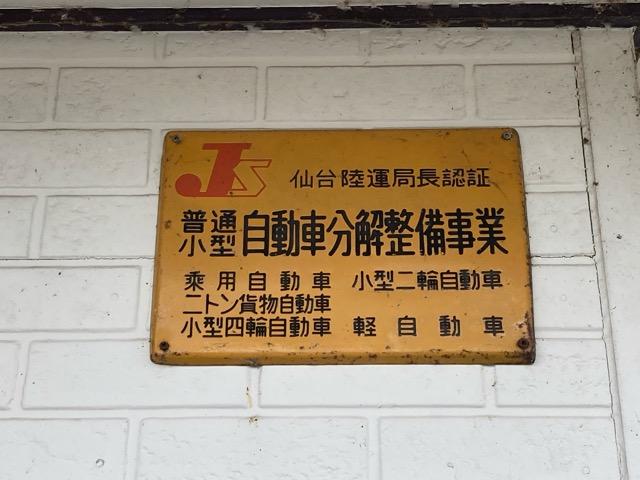 JS 仙台陸運局長認証
普通
小型 自動車分解整備事業
乗用自動車 小型二輪自動車
二トン貨物自動車
小型四輪自動車 軽自動車